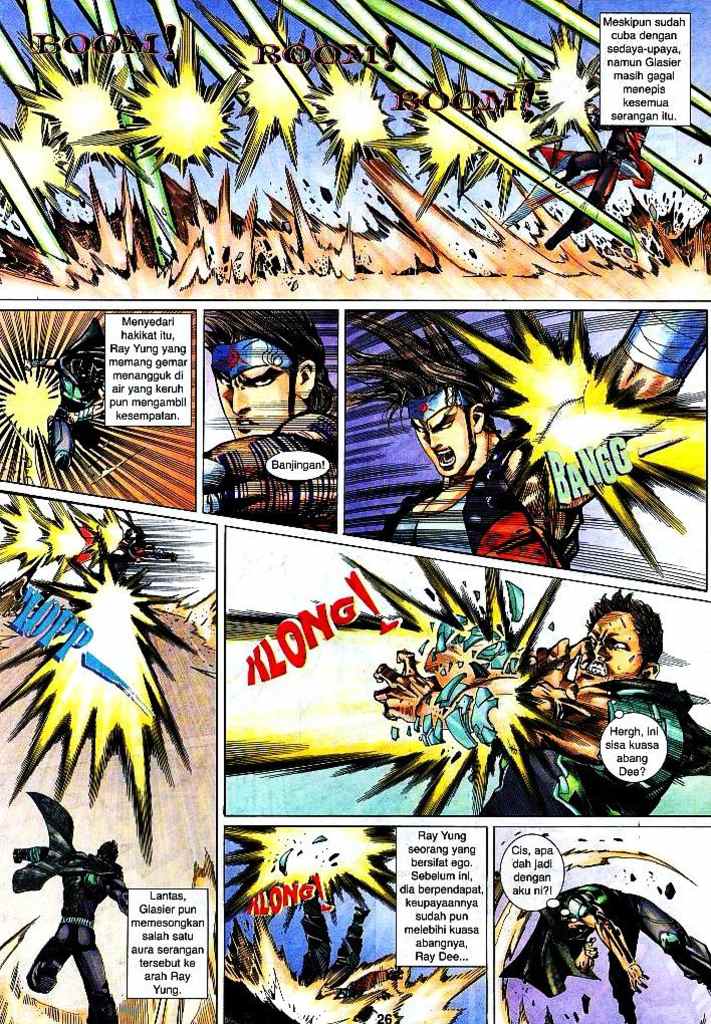 BOOM!
BOOM!
BOOM!
Meskipun sudah
cuba dengan
sedaya-upaya,
namun Glasier
masih gagal
menepis
kesemua
serangan itu.
Menyedari
hakikat itu,
Ray Yung yang
memang gemar
menangguk di
air yang keruh
pun mengambil
kesempatan.
Banjingan!
BANGG
ZOPP
KLONG!
Hergh, ini
sisa kuasa
abang
Dee?
Lantas,
Glasier pun
memesongkan
salah satu
aura serangan
tersebut ke
arah Ray
Yung.
KLONG!
Ray Yung
seorang yang
bersifat ego.
Sebelum ini,
dia berpendapat,
keupayaannya
sudah pun
melebihi kuasa
abangnya,
Ray Dee...
Cis, apa
dah jadi
dengan
aku ni?!
26